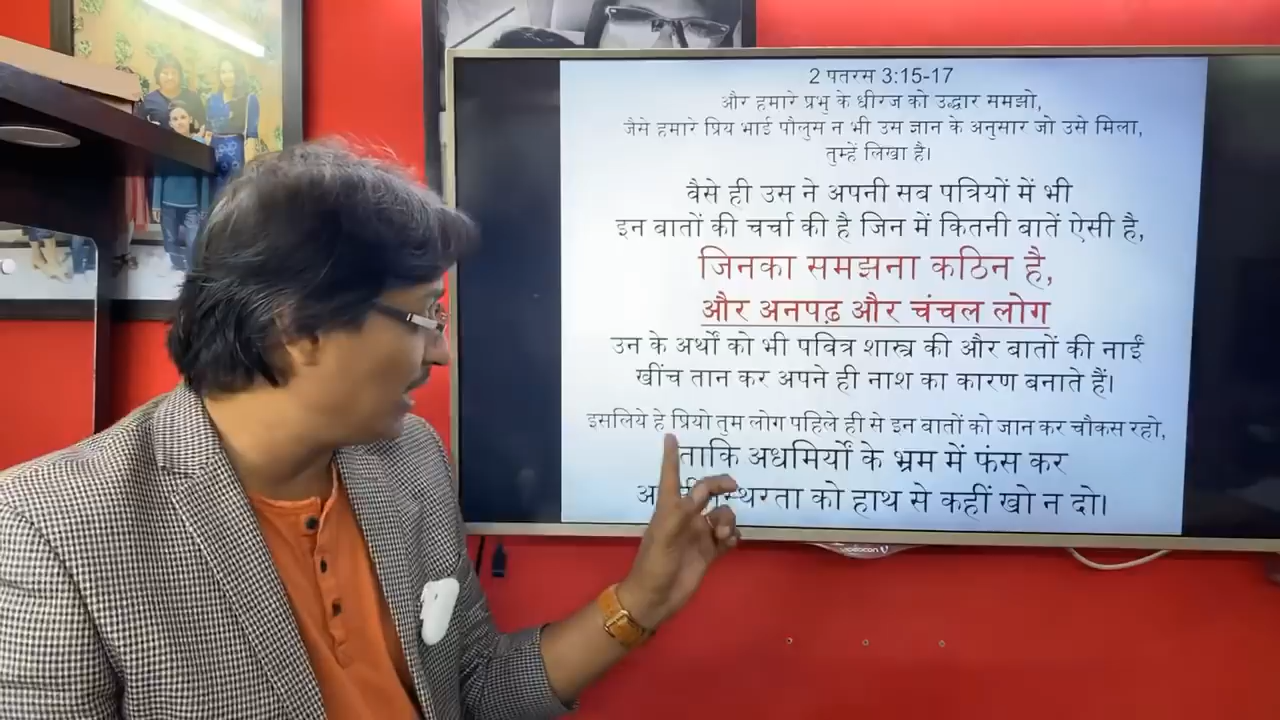 2 पतरस 3:15-17
और हमारे प्रभु के धीरज को उद्धार समझो,
जैसे हमारे प्रिय भाई पौलुस न भी उस ज्ञान के अनुसार जो उसे मिला,
तुम्हें लिखा है।
वैसे ही उस ने अपनी सब पत्रियों में भी
इन बातों की चर्चा की है जिन में कितनी बातें ऐसी है,
जिनका समझना कठिन है,
और अनपढ़ और चंचल लोग
उन के अर्थों को भी पवित्र शास्त्र की और बातों की नाईं
खींच तान कर अपने ही नाश का कारण बनाते हैं।
इसलिये हे प्रियो तुम लोग पहिले ही से इन बातों को जान कर चौकस रहो,
ताकि अधमिर्यों के भ्रम में फंस कर
को हाथ से कहीं खो न दो।
videocon